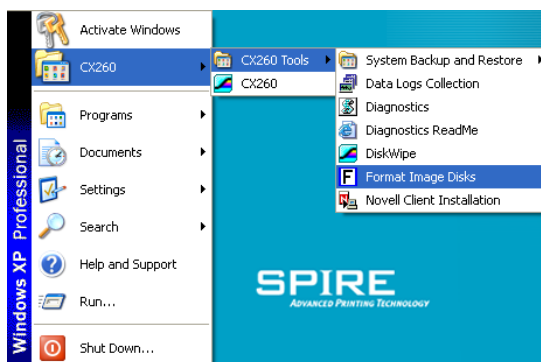 Activate Windows
CX260
Programs
Documents
Settings
Search
Help and Support
Run...
Shut Down...
Windows XP Professional
CX260 Tools
CX260
System Backup and Restore
Data Logs Collection
Diagnostics
Diagnostics ReadMe
DiskWipe
F Format Image Disks
Novell Client Installation
SPIRE
ADVANCED PRINTING TECHNOLOGY